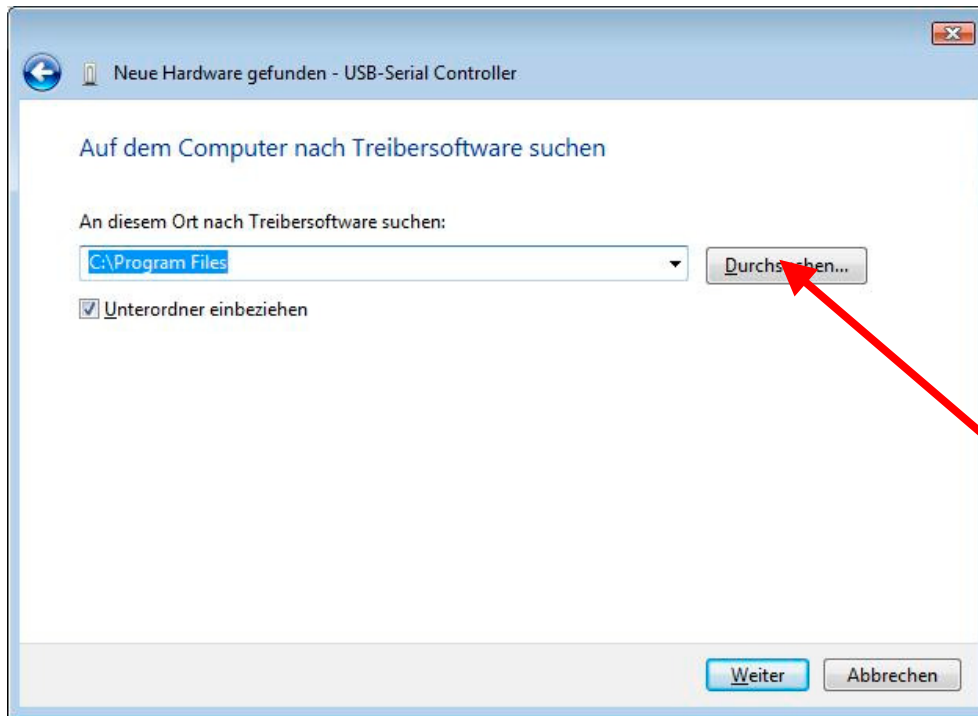 Neue Hardware gefunden - USB-Serial Controller
Auf dem Computer nach Treibersoftware suchen
An diesem Ort nach Treibersoftware suchen:
C:\Program Files
Durchsuchen...
Unterordner einbeziehen
Weiter
Abbrechen